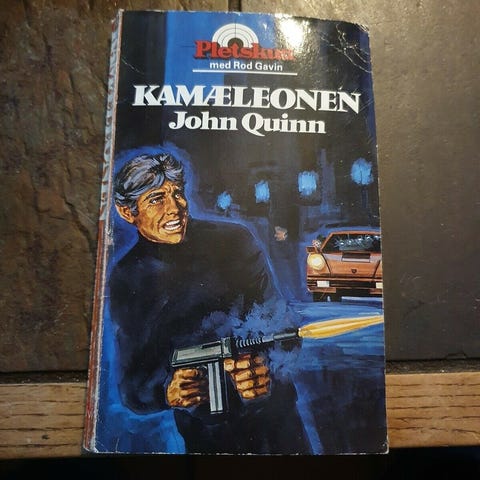 Pletskud
med Rod Gavin
KAMÆLEONEN
John Quinn